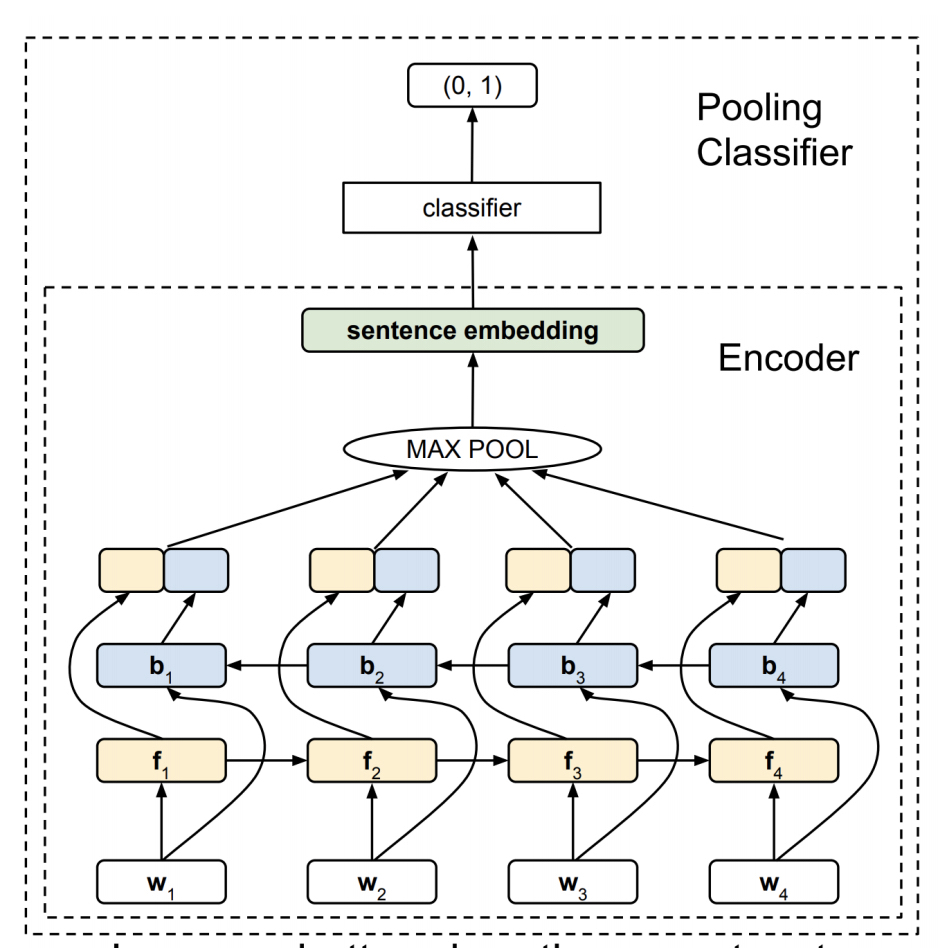 (0, 1)
Pooling
Classifier
classifier
sentence embedding
Encoder
MAX POOL
b1 b2 b3 b4
f1 f2 f3 f4
w1 w2 w3 w4